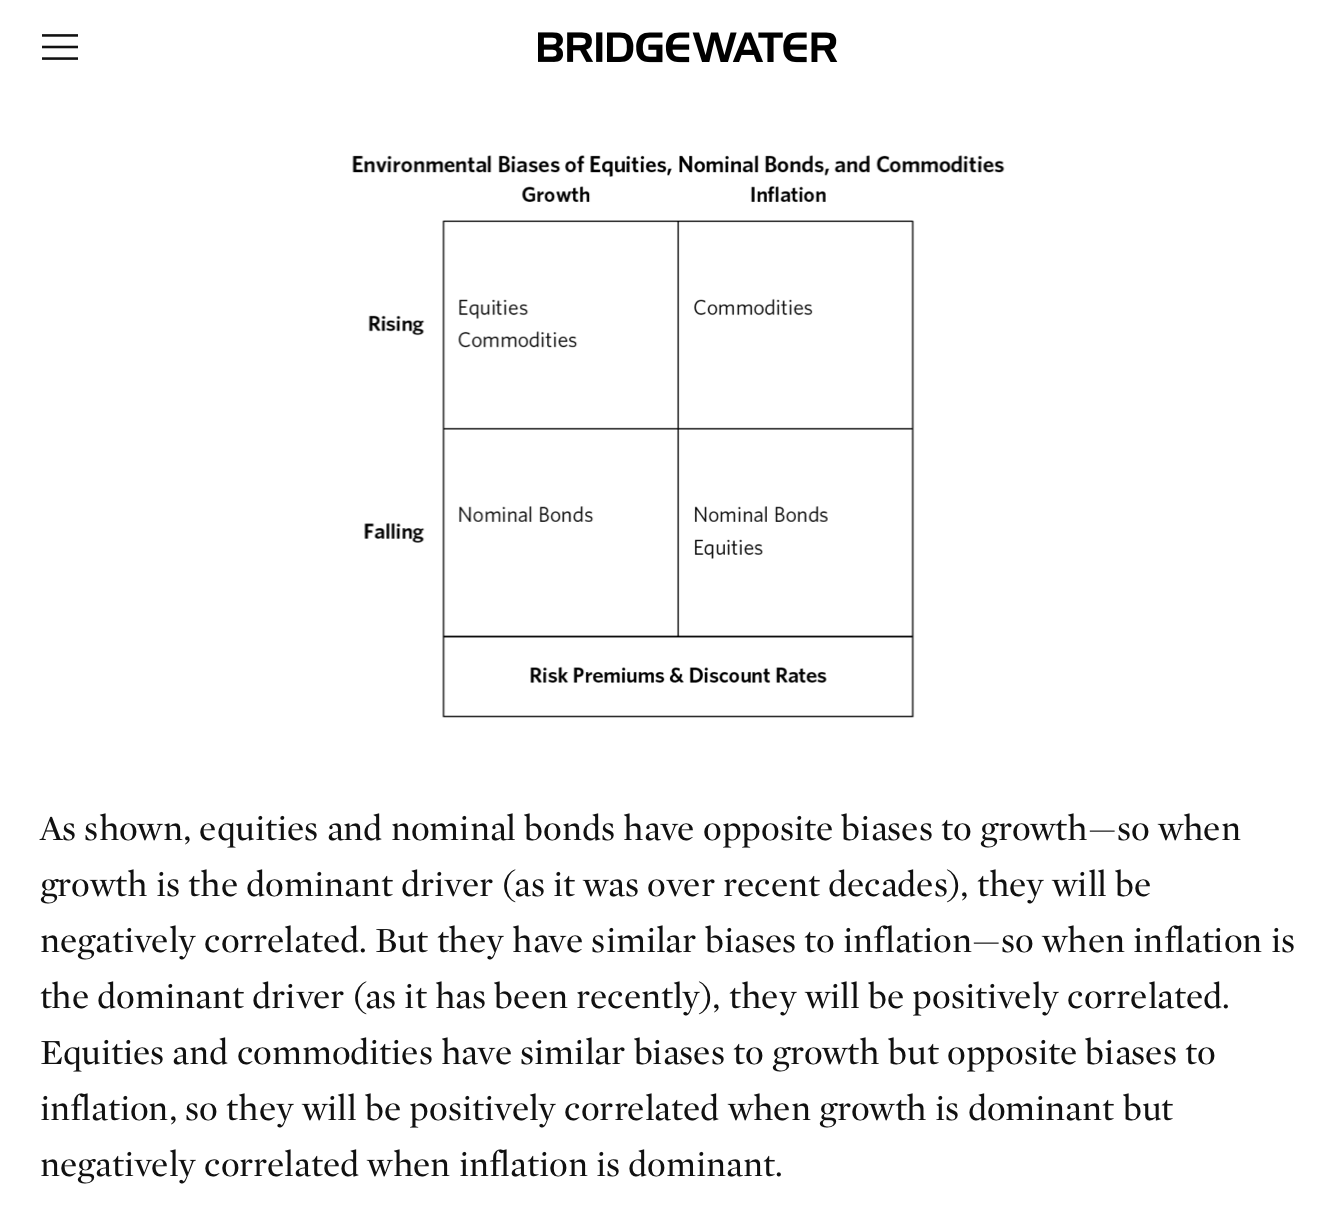 BRIDGEWATER
Environmental Biases of Equities, Nominal Bonds, and Commodities
Growth Inflation
Rising
Equities
Commodities
Commodities
Falling
Nominal Bonds
Nominal Bonds
Equities
Risk Premiums & Discount Rates
As shown, equities and nominal bonds have opposite biases to growth—so when
growth is the dominant driver (as it was over recent decades), they will be
negatively correlated. But they have similar biases to inflation—so when inflation is
the dominant driver (as it has been recently), they will be positively correlated.
Equities and commodities have similar biases to growth but opposite biases to
inflation, so they will be positively correlated when growth is dominant but
negatively correlated when inflation is dominant.